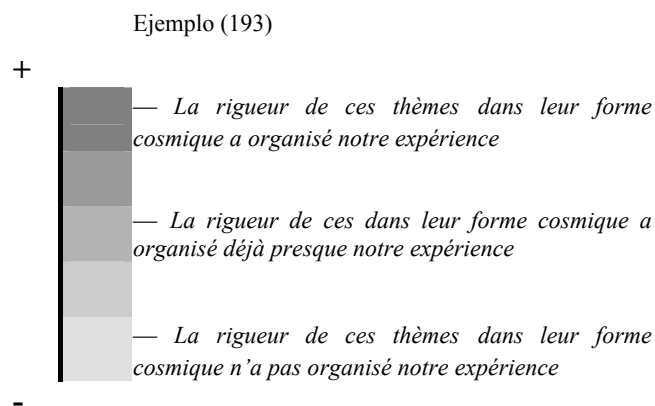 Ejemplo (193)
+
— La rigueur de ces thèmes dans leur forme
cosmique a organisé notre expérience
— La rigueur de ces dans leur forme cosmique a
organisé déjà presque notre expérience
— La rigueur de ces thèmes dans leur forme
cosmique n’a pas organisé notre expérience
-